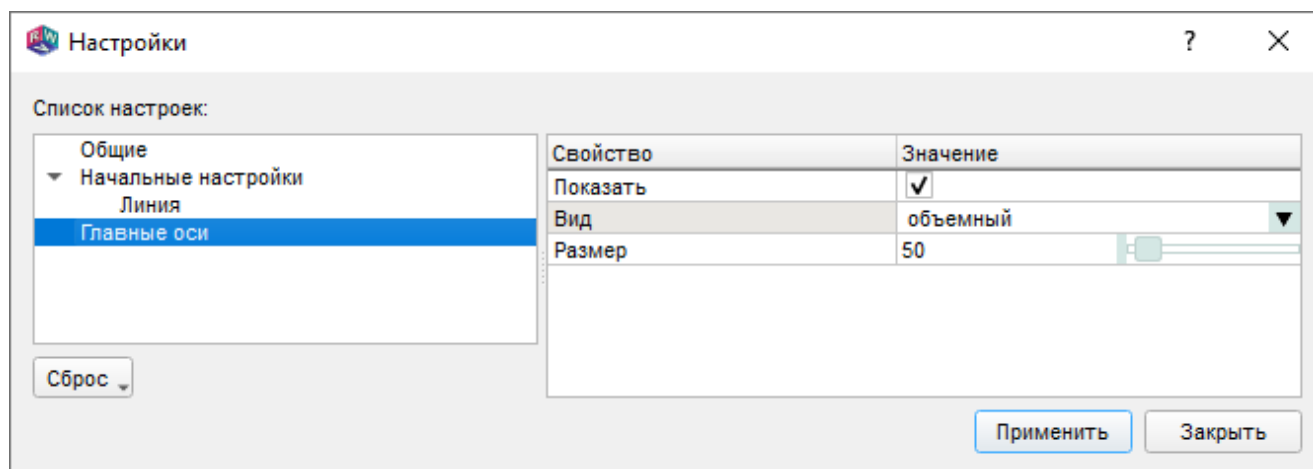 Настройки ?
Список настроек:
Общие
Начальные настройки
Линия
Главные оси
Свойство Значение
Показать
Вид объемный
Размер 50
Сброс
Применить Закрыть